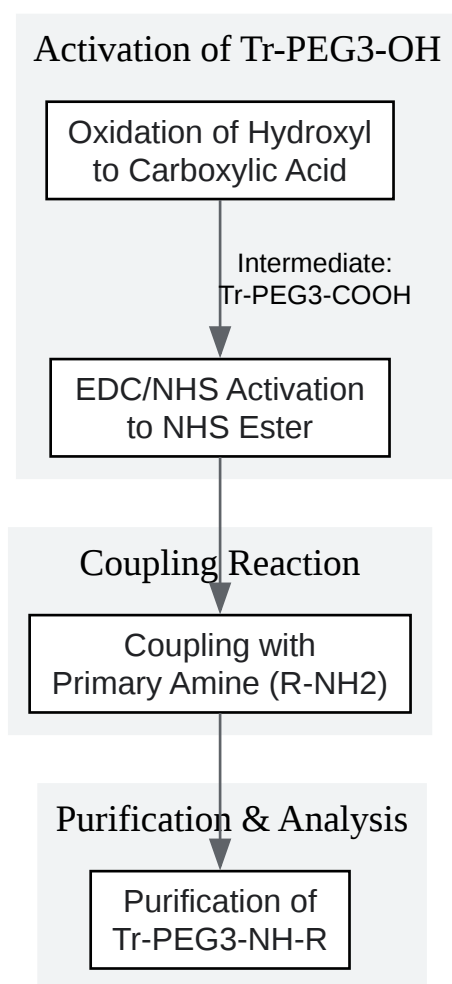 Activation of Tr-PEG3-OH
Oxidation of Hydroxyl
to Carboxylic Acid
Intermediate:
Tr-PEG3-COOH
EDC/NHS Activation
to NHS Ester
Coupling Reaction
Coupling with
Primary Amine (R-NH2)
Purification & Analysis
Purification of
Tr-PEG3-NH-R